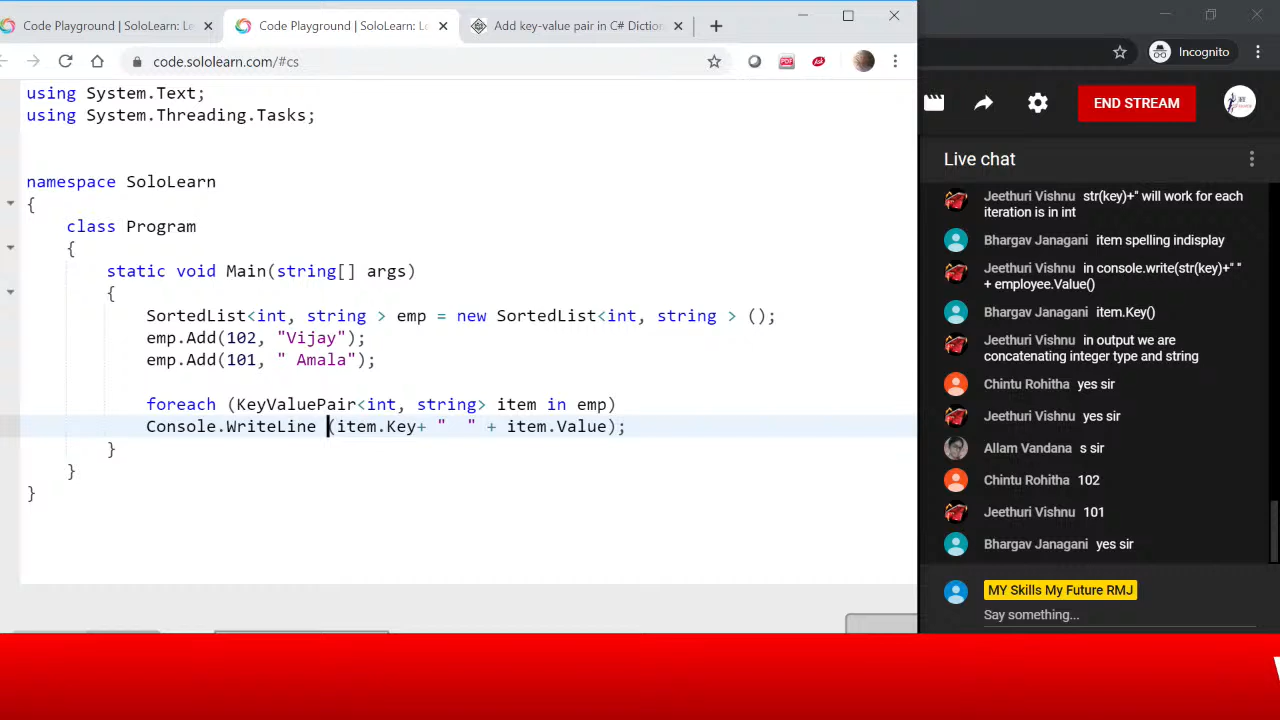 Code Playground | SoloLearn: Le
Code Playground | SoloLearn: Le
Add key-value pair in C# Diction
code.sololearn.com/#cs
PDF
Ask
Incognito
END STREAM
using System.Text;
using System.Threading.Tasks;
namespace SoloLearn
{
class Program
{
static void Main(string[] args)
{
SortedList<int, string > emp = new SortedList<int, string > ();
emp.Add(102, "Vijay");
emp.Add(101, " Amala");
foreach (KeyValuePair<int, string> item in emp)
Console.WriteLine (item.Key+ "  " + item.Value);
}
}
}
Live chat
Jeethuri Vishnu str(key)+" will work for each
iteration is in int
Bhargav Janagani item spelling indisplay
Jeethuri Vishnu in console.write(str(key)+" "
+ employee.Value()
Bhargav Janagani item.Key()
Jeethuri Vishnu in output we are
concatenating integer type and string
Chintu Rohitha yes sir
Jeethuri Vishnu yes sir
Allam Vandana s sir
Chintu Rohitha 102
Jeethuri Vishnu 101
Bhargav Janagani yes sir
MY Skills My Future RMJ
Say something...